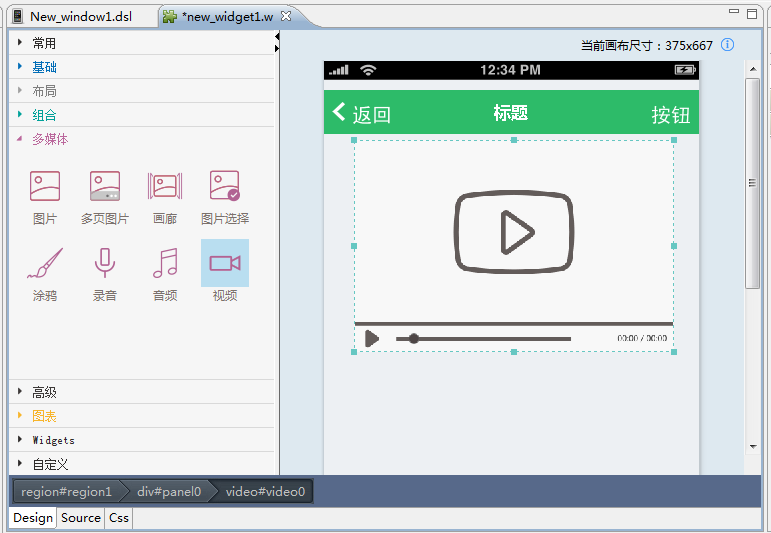 New_window1.dsl
*new_widget1.w
当前画布尺寸：375x667
常用
基础
布局
组合
多媒体
图片 多页图片 画廊 图片选择
涂鸦 录音 音频 视频
高级
图表
Widgets
自定义
12:34 PM
返回 标题 按钮
00:00 / 00:00
region#region1 div#panel0 video#video0
Design Source Css